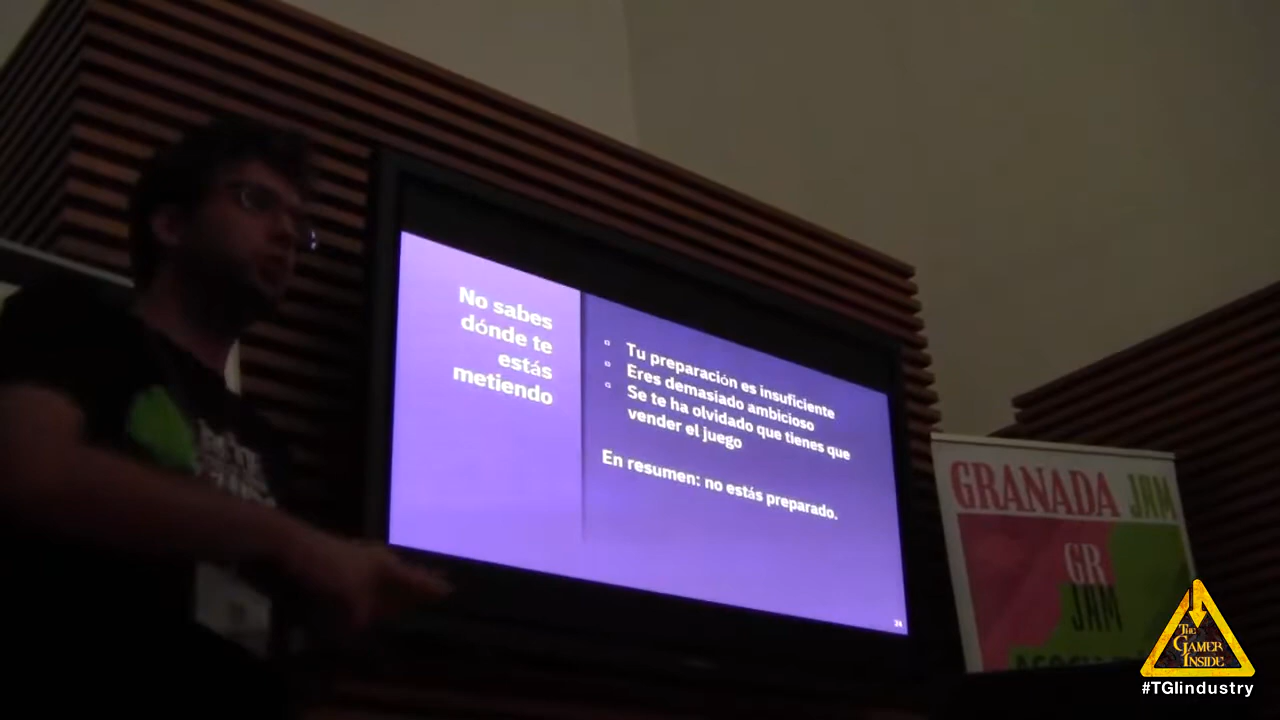 No sabes
dónde te
estás
metiendo
Tu preparación es insuficiente
Eres demasiado ambicioso
Se te ha olvidado que tienes que
vender el juego
En resumen: no estás preparado.
24
GRANADA JAM
GR
JAM
THE
GAMER
INSIDE
#TGIindustry